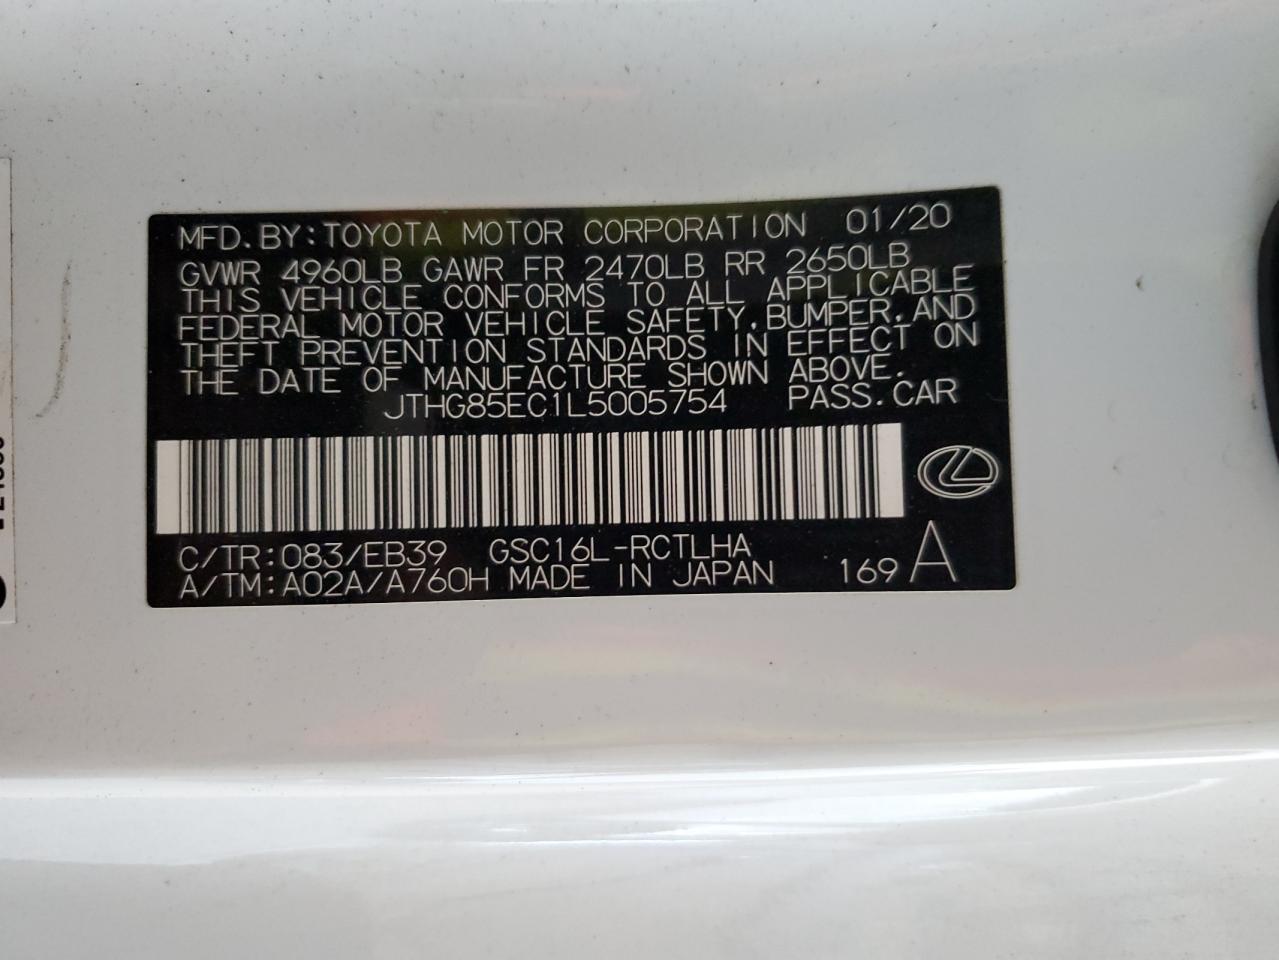 MFD.BY:TOYOTA MOTOR CORPORATION 01/20
GVWR 4960LB GAWR FR 2470LB RR 2650LB
THIS VEHICLE CONFORMS TO ALL APPLICABLE
FEDERAL MOTOR VEHICLE SAFETY,BUMPER,AND
THEFT PREVENTION STANDARDS IN EFFECT ON
THE DATE OF MANUFACTURE SHOWN ABOVE.
JTHG85EC1L5005754 PASS.CAR
C/TR:083/EB39 GSC16L-RCTLHA
A/TM:A02A/A760H MADE IN JAPAN 169 A